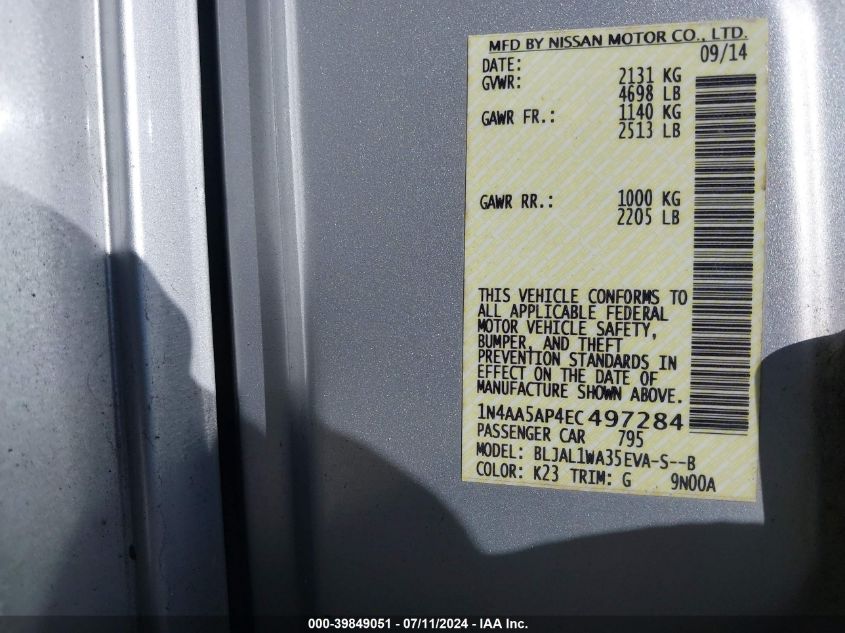 MFD BY NISSAN MOTOR CO., LTD.
DATE: 09/14
GVWR: 2131 KG
4698 LB
GAWR FR.: 1140 KG
2513 LB
GAWR RR.: 1000 KG
2205 LB
THIS VEHICLE CONFORMS TO
ALL APPLICABLE FEDERAL
MOTOR VEHICLE SAFETY,
BUMPER, AND THEFT
PREVENTION STANDARDS IN
EFFECT ON THE DATE OF
MANUFACTURE SHOWN ABOVE.
1N4AA5AP4EC497284
PASSENGER CAR 795
MODEL: BLJAL1WA35EVA-S--B
COLOR: K23 TRIM: G 9N00A
000-39849051 - 07/11/2024 - IAA Inc.